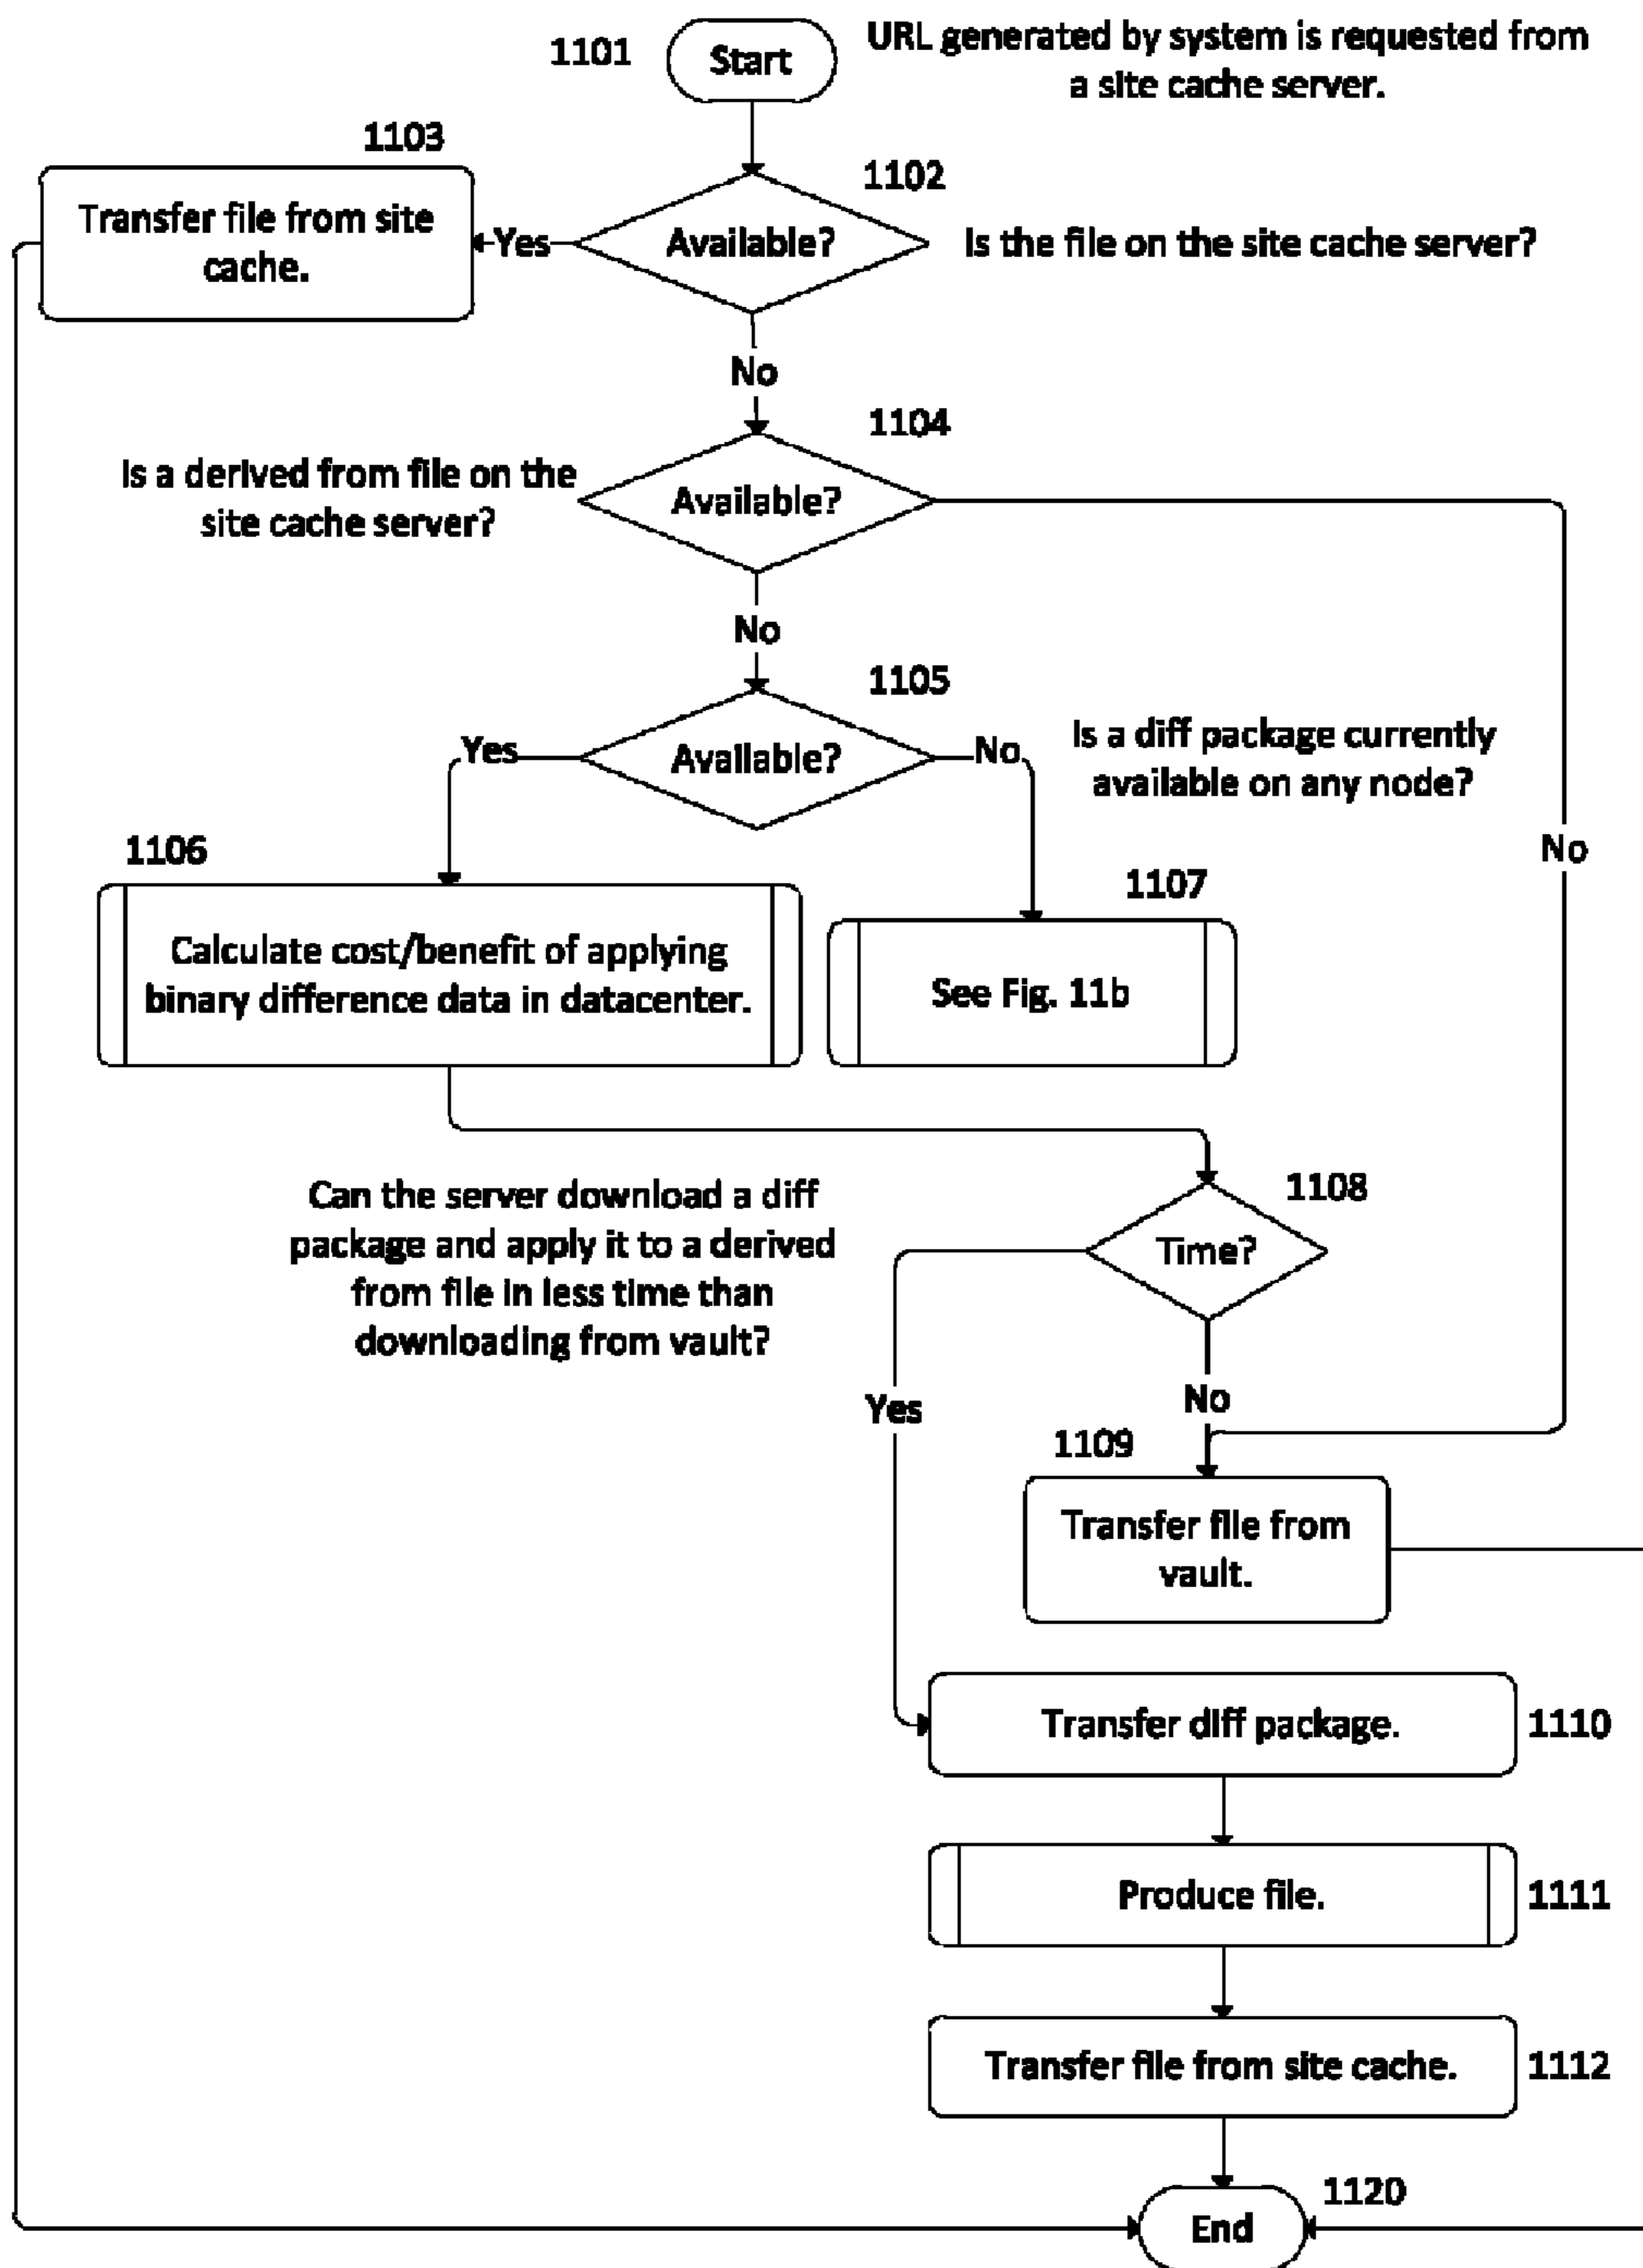 1101
Start
URL generated by system is requested from
a site cache server.
1103
Transfer file from site
cache.
1102
Yes
Available?
Is the file on the site cache server?
No
1104
Is a derived from file on the
site cache server?
Available?
No
1105
Yes
Available?
No
Is a diff package currently
available on any node?
No
1106
Calculate cost/benefit of applying
binary difference data in datacenter.
1107
See Fig. 11b
Can the server download a diff
package and apply it to a derived
from file in less time than
downloading from vault?
1108
Time?
Yes
No
1109
Transfer file from
vault.
Transfer diff package.
1110
Produce file.
1111
Transfer file from site cache.
1112
1120
End